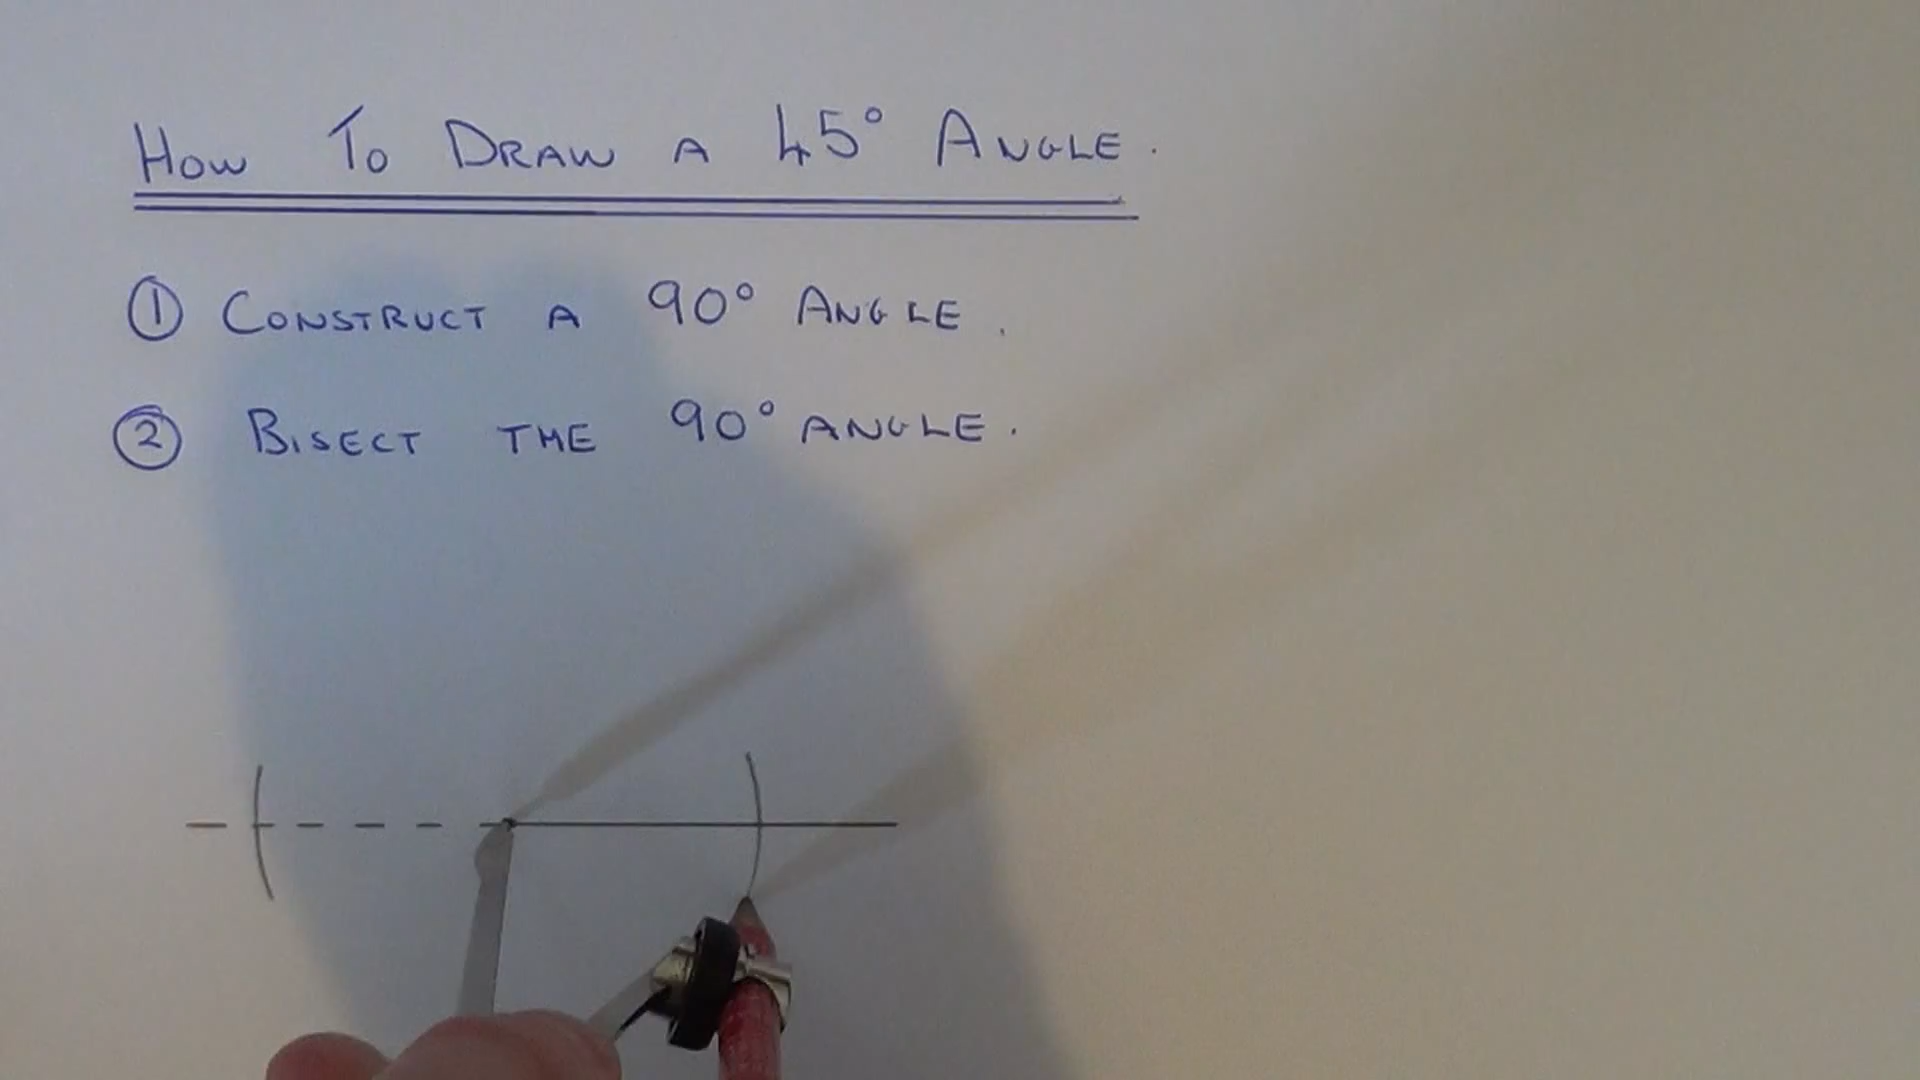 HOW TO DRAW A 45° ANGLE.
① CONSTRUCT A 90° ANGLE.
② BISECT THE 90° ANGLE.